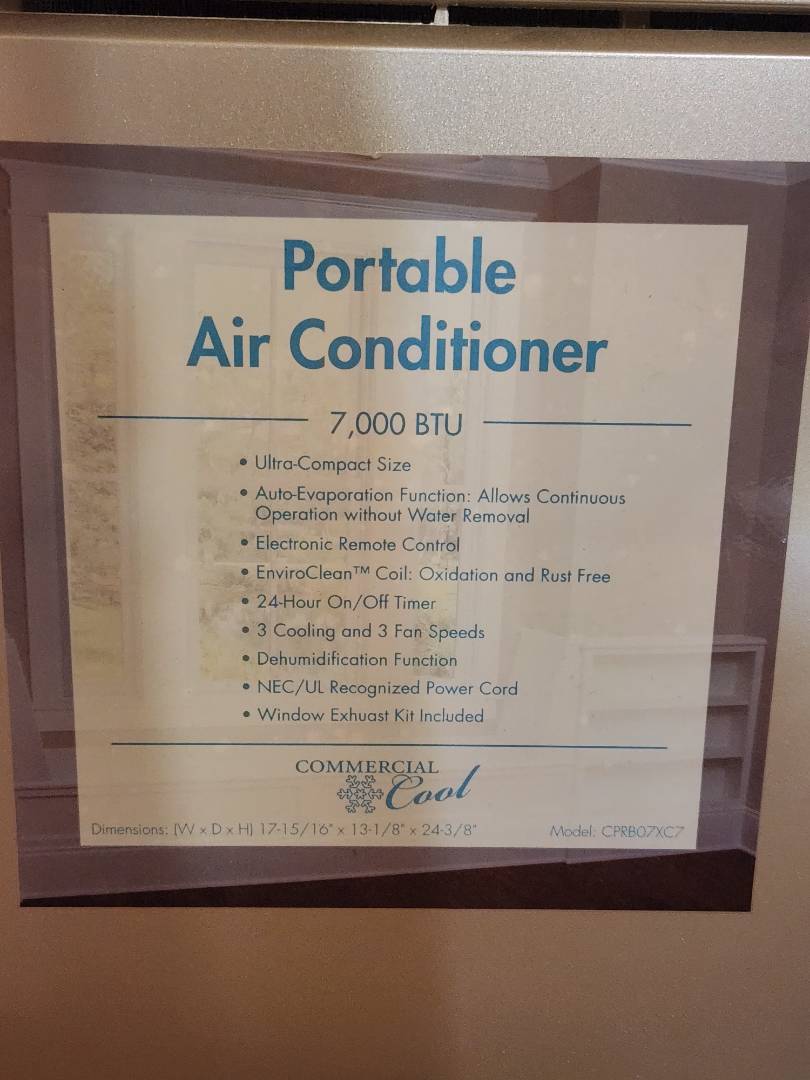 Portable
Air Conditioner
7,000 BTU
• Ultra-Compact Size
• Auto-Evaporation Function: Allows Continuous
Operation without Water Removal
• Electronic Remote Control
• EnviroClean™ Coil: Oxidation and Rust Free
• 24-Hour On/Off Timer
• 3 Cooling and 3 Fan Speeds
• Dehumidification Function
• NEC/UL Recognized Power Cord
• Window Exhuast Kit Included
COMMERCIAL
Cool
Dimensions: (W x D x H) 17-15/16" x 13-1/8" x 24-3/8" Model: CPRB07XC7